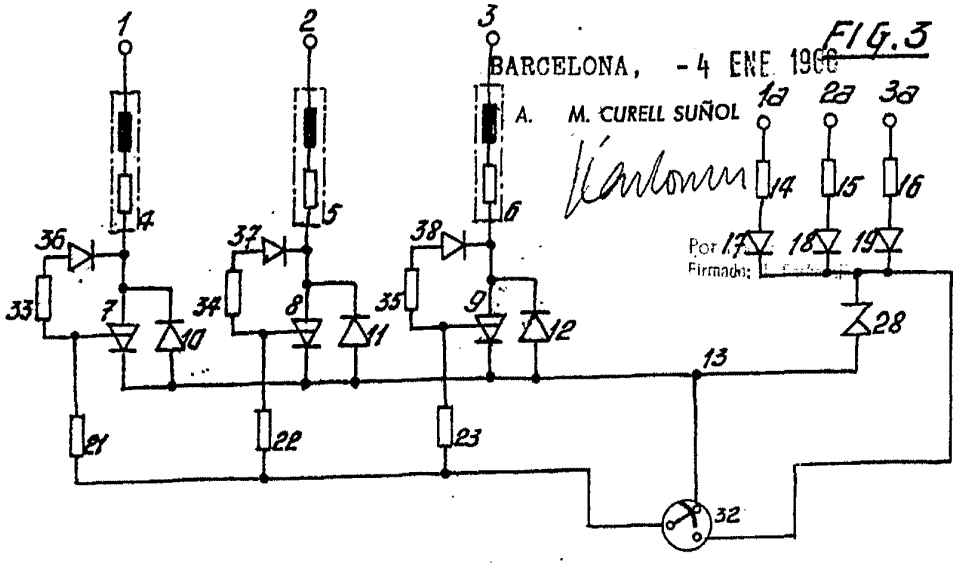 1 2 3 FIG.3
BARCELONA, - 4 ENE 1966
1a 2a 3a
A. M. CURELL SUÑOL
4 5 6 14 15 16
36 37 38
Por 17 18 19
Firmado:
33 34 35
7 8 9 28
10 11 12
13
21 22 23
32